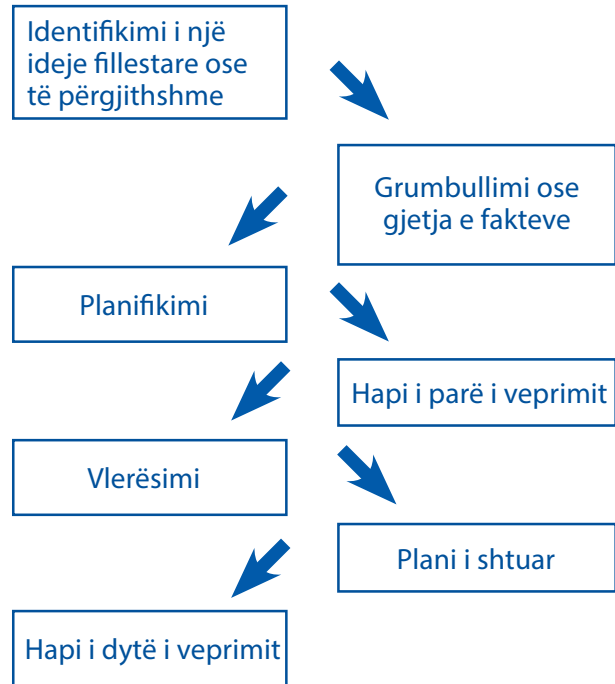 Identifikimi i një
ideje fillestare ose
të përgjithshme
Grumbullimi ose
gjetja e fakteve
Planifikimi
Hapi i parë i veprimit
Vlerësimi
Plani i shtuar
Hapi i dytë i veprimit